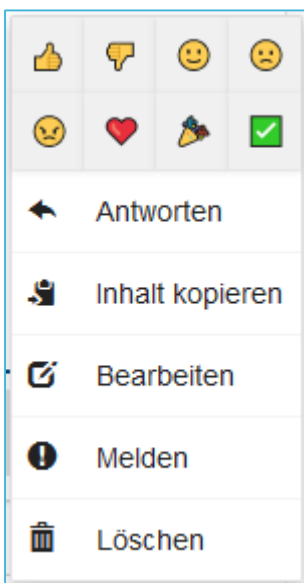 Antworten
Inhalt kopieren
Bearbeiten
Melden
Löschen